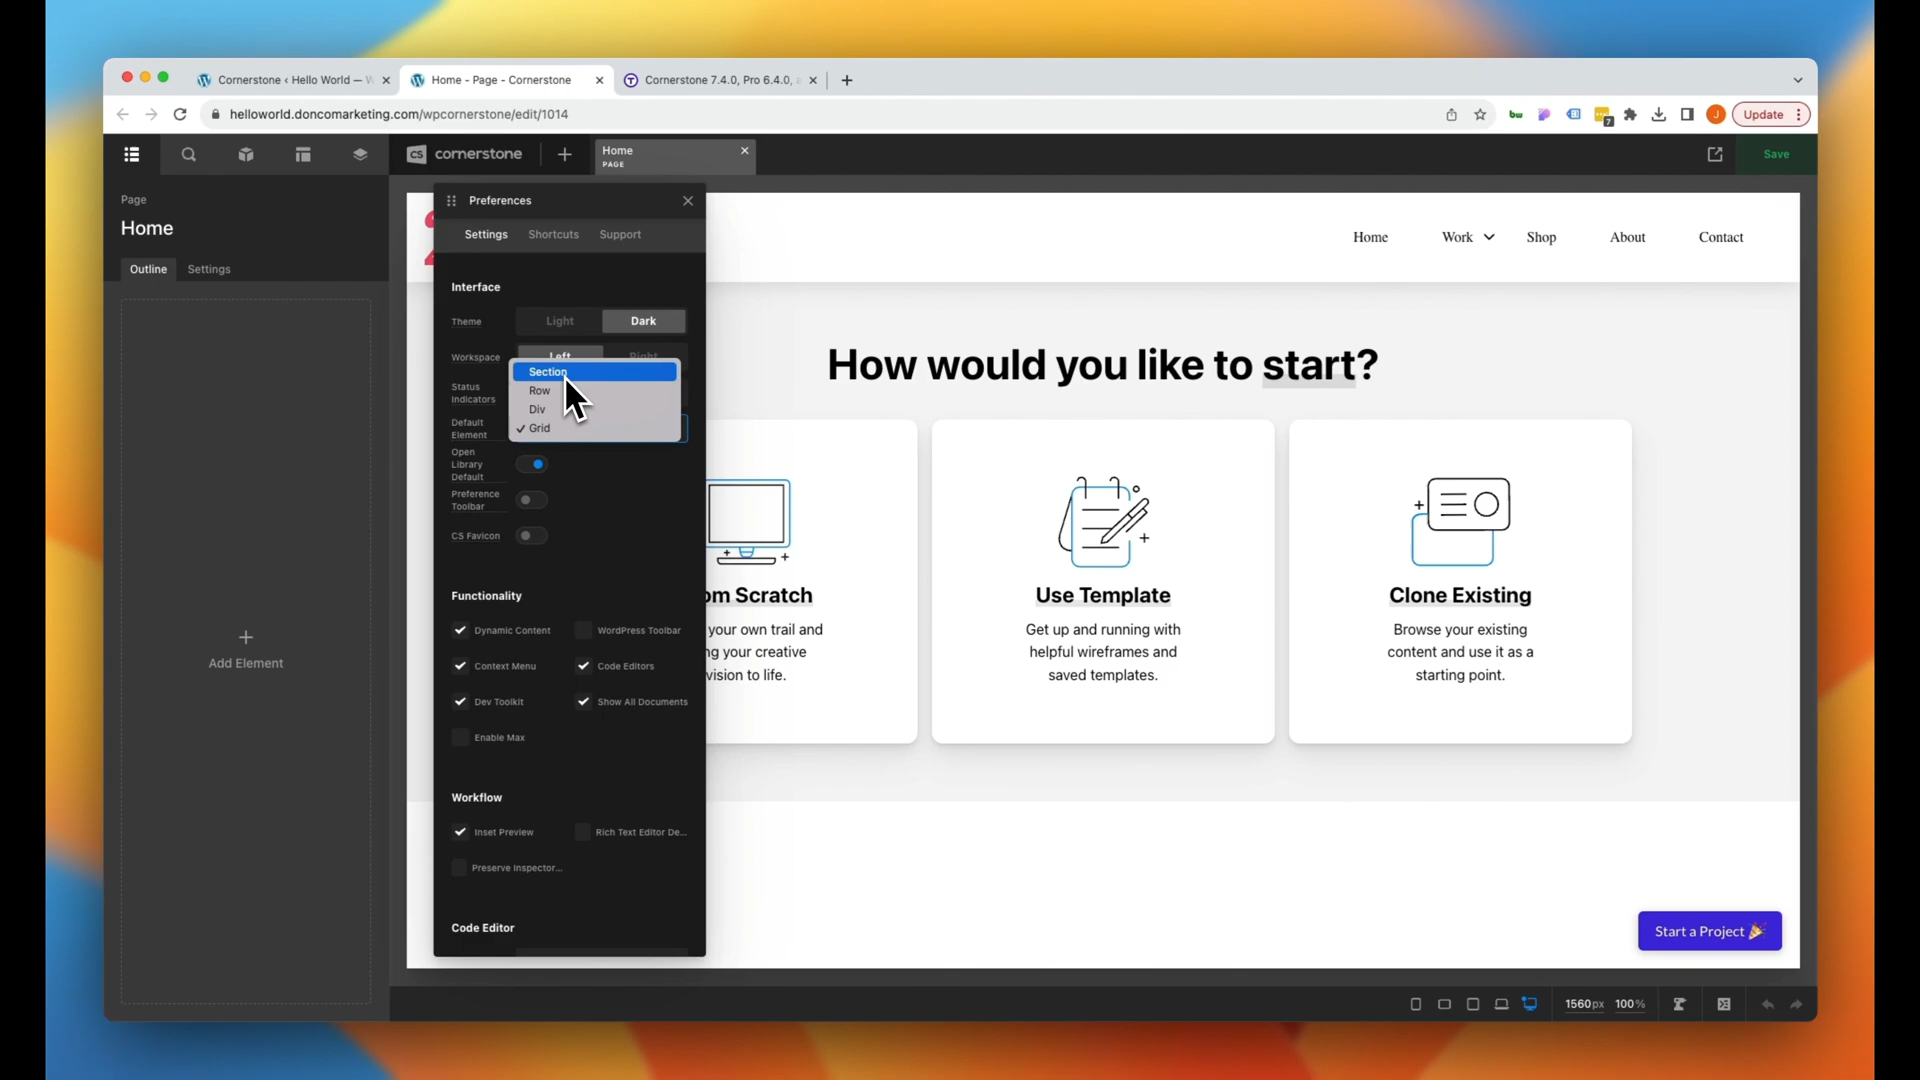 Cornerstone ‹ Hello World — W
Home - Page - Cornerstone
Cornerstone 7.4.0, Pro 6.4.0, a
helloworld.doncomarketing.com/wpcornerstone/edit/1014
bw
7
J
Update
CS cornerstone
Home
PAGE
Save
Page
Home
Outline
Settings
Add Element
Preferences
Settings
Shortcuts
Support
Interface
Theme
Light
Dark
Workspace
Left
Right
Status
Indicators
Default
Element
Section
Row
Div
Grid
Open
Library
Default
Preference
Toolbar
CS Favicon
Functionality
Dynamic Content
WordPress Toolbar
Context Menu
Code Editors
Dev Toolkit
Show All Documents
Enable Max
Workflow
Inset Preview
Rich Text Editor De...
Preserve Inspector...
Code Editor
Home
Work
Shop
About
Contact
How would you like to start?
om Scratch
your own trail and
ng your creative
vision to life.
Use Template
Get up and running with
helpful wireframes and
saved templates.
Clone Existing
Browse your existing
content and use it as a
starting point.
Start a Project 🎉
1560px
100%